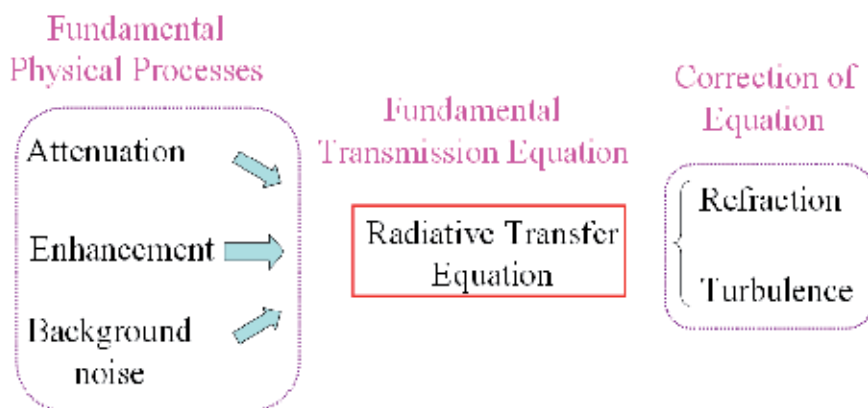 Fundamental
Physical Processes
Attenuation
Enhancement
Background
noise
Fundamental
Transmission Equation
Radiative Transfer
Equation
Correction of
Equation
Refraction
Turbulence